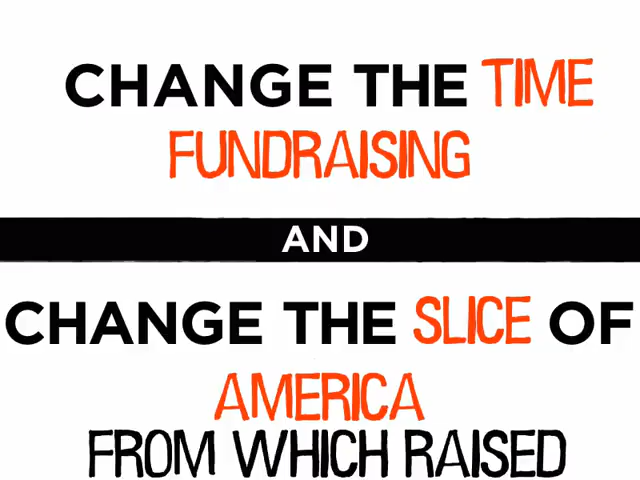 CHANGE THE TIME
FUNDRAISING
AND
CHANGE THE SLICE OF
AMERICA
FROM WHICH RAISED